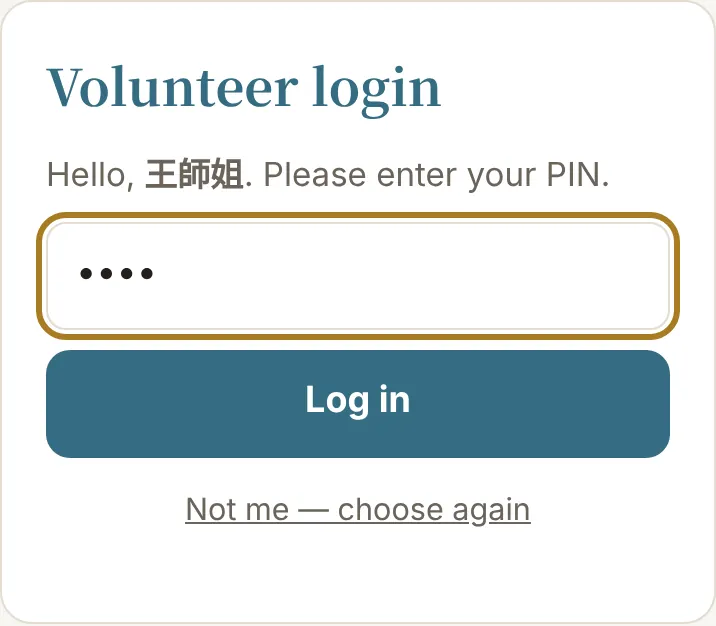 Volunteer login
Hello, 王師姐. Please enter your PIN.
••••
Log in
Not me — choose again